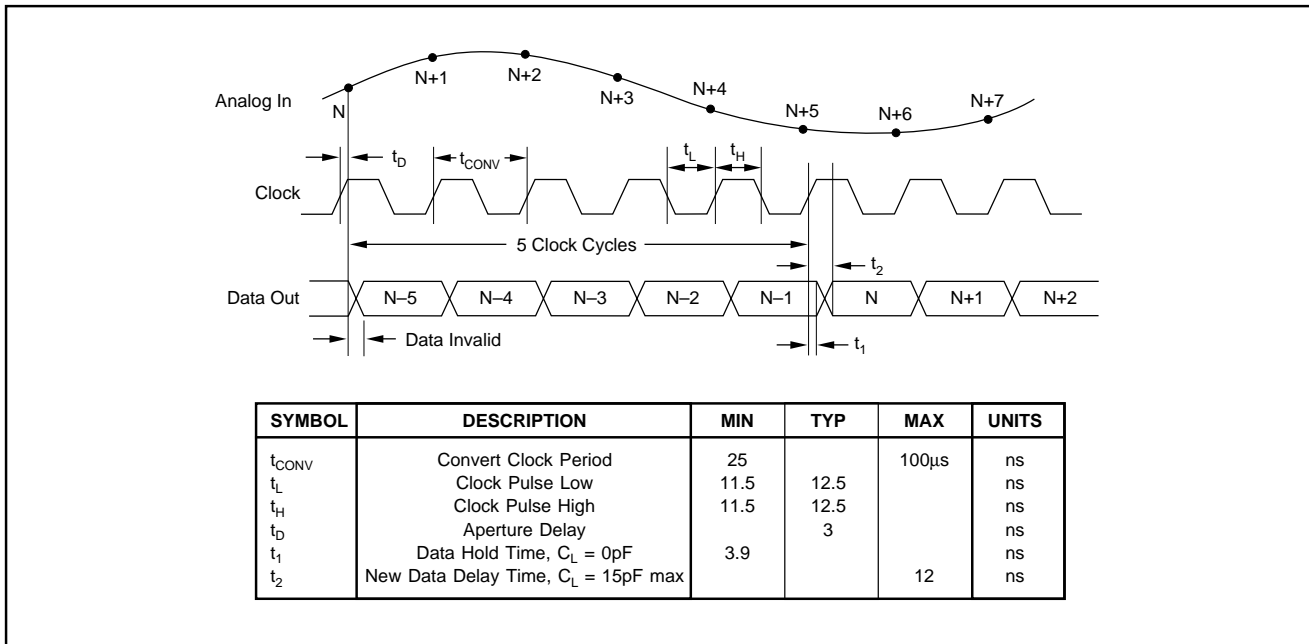 N+1 N+2
N+3
N+4
N+5 N+6 N+7
Analog In
N
t_D t_CONV t_L t_H
Clock
5 Clock Cycles
t_2
Data Out N–5 N–4 N–3 N–2 N–1 N N+1 N+2
Data Invalid
t_1
SYMBOL DESCRIPTION MIN TYP MAX UNITS
t_CONV Convert Clock Period 25 100µs ns
t_L Clock Pulse Low 11.5 12.5 ns
t_H Clock Pulse High 11.5 12.5 ns
t_D Aperture Delay 3 ns
t_1 Data Hold Time, C_L = 0pF 3.9 ns
t_2 New Data Delay Time, C_L = 15pF max 12 ns